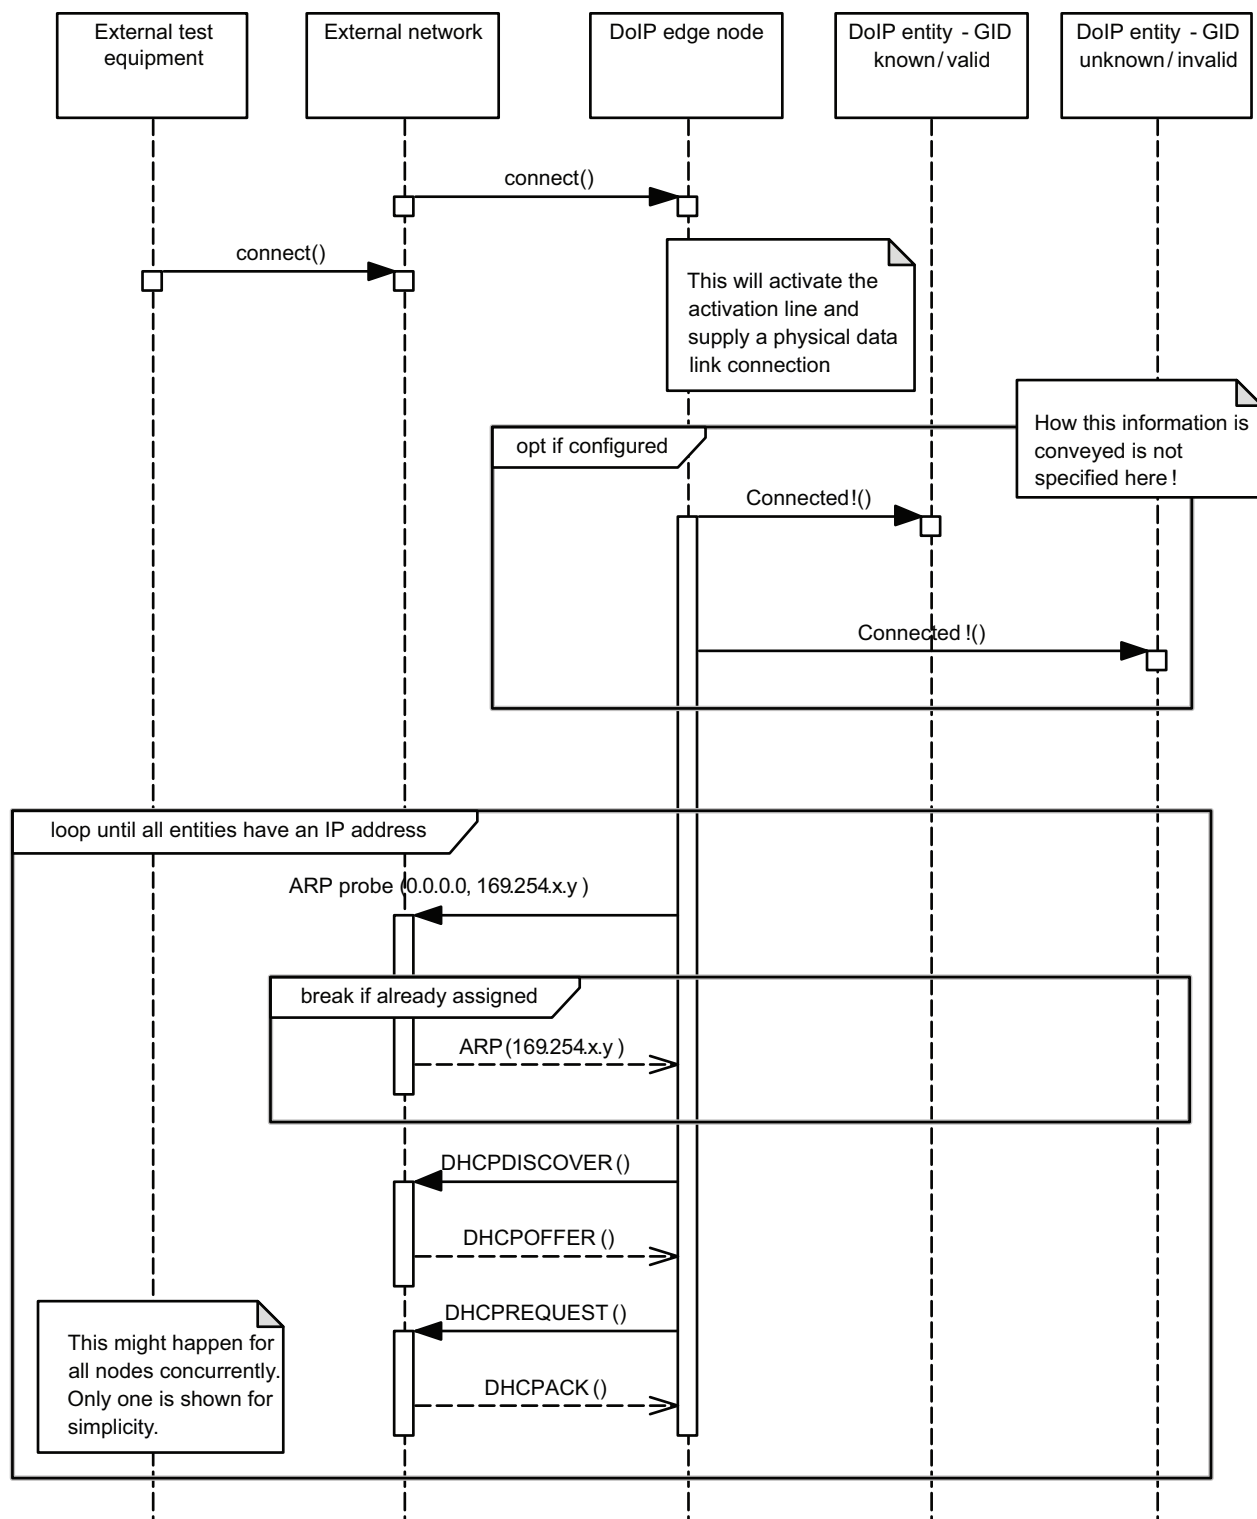 External test
equipment
External network
DoIP edge node
DoIP entity - GID
known/valid
DoIP entity - GID
unknown/invalid
connect()
connect()
This will activate the
activation line and
supply a physical data
link connection
How this information is
conveyed is not
specified here!
opt if configured
Connected!()
Connected!()
loop until all entities have an IP address
ARP probe (0.0.0.0, 169.254.x.y)
break if already assigned
ARP(169.254.x.y)
DHCPDISCOVER()
DHCPOFFER()
DHCPREQUEST()
DHCPACK()
This might happen for
all nodes concurrently.
Only one is shown for
simplicity.